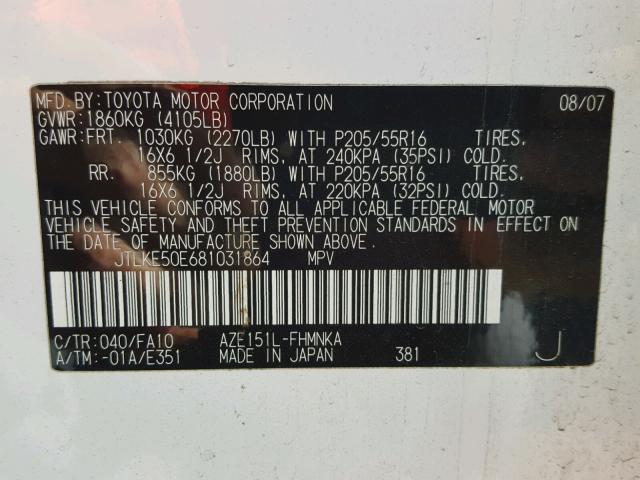 MFD.BY:TOYOTA MOTOR CORPORATION 08/07
GVWR:1860KG (4105LB)
GAWR:FRT. 1030KG (2270LB) WITH P205/55R16 TIRES,
16X6 1/2J RIMS, AT 240KPA (35PSI) COLD.
RR. 855KG (1880LB) WITH P205/55R16 TIRES,
16X6 1/2J RIMS, AT 220KPA (32PSI) COLD.
THIS VEHICLE CONFORMS TO ALL APPLICABLE FEDERAL MOTOR
VEHICLE SAFETY AND THEFT PREVENTION STANDARDS IN EFFECT
ON THE DATE OF MANUFACTURE SHOWN ABOVE.
JTLKE50E681031864 MPV
C/TR:040/FA10 AZE151L-FHMNKA
A/TM:-01A/E351 MADE IN JAPAN 381 J